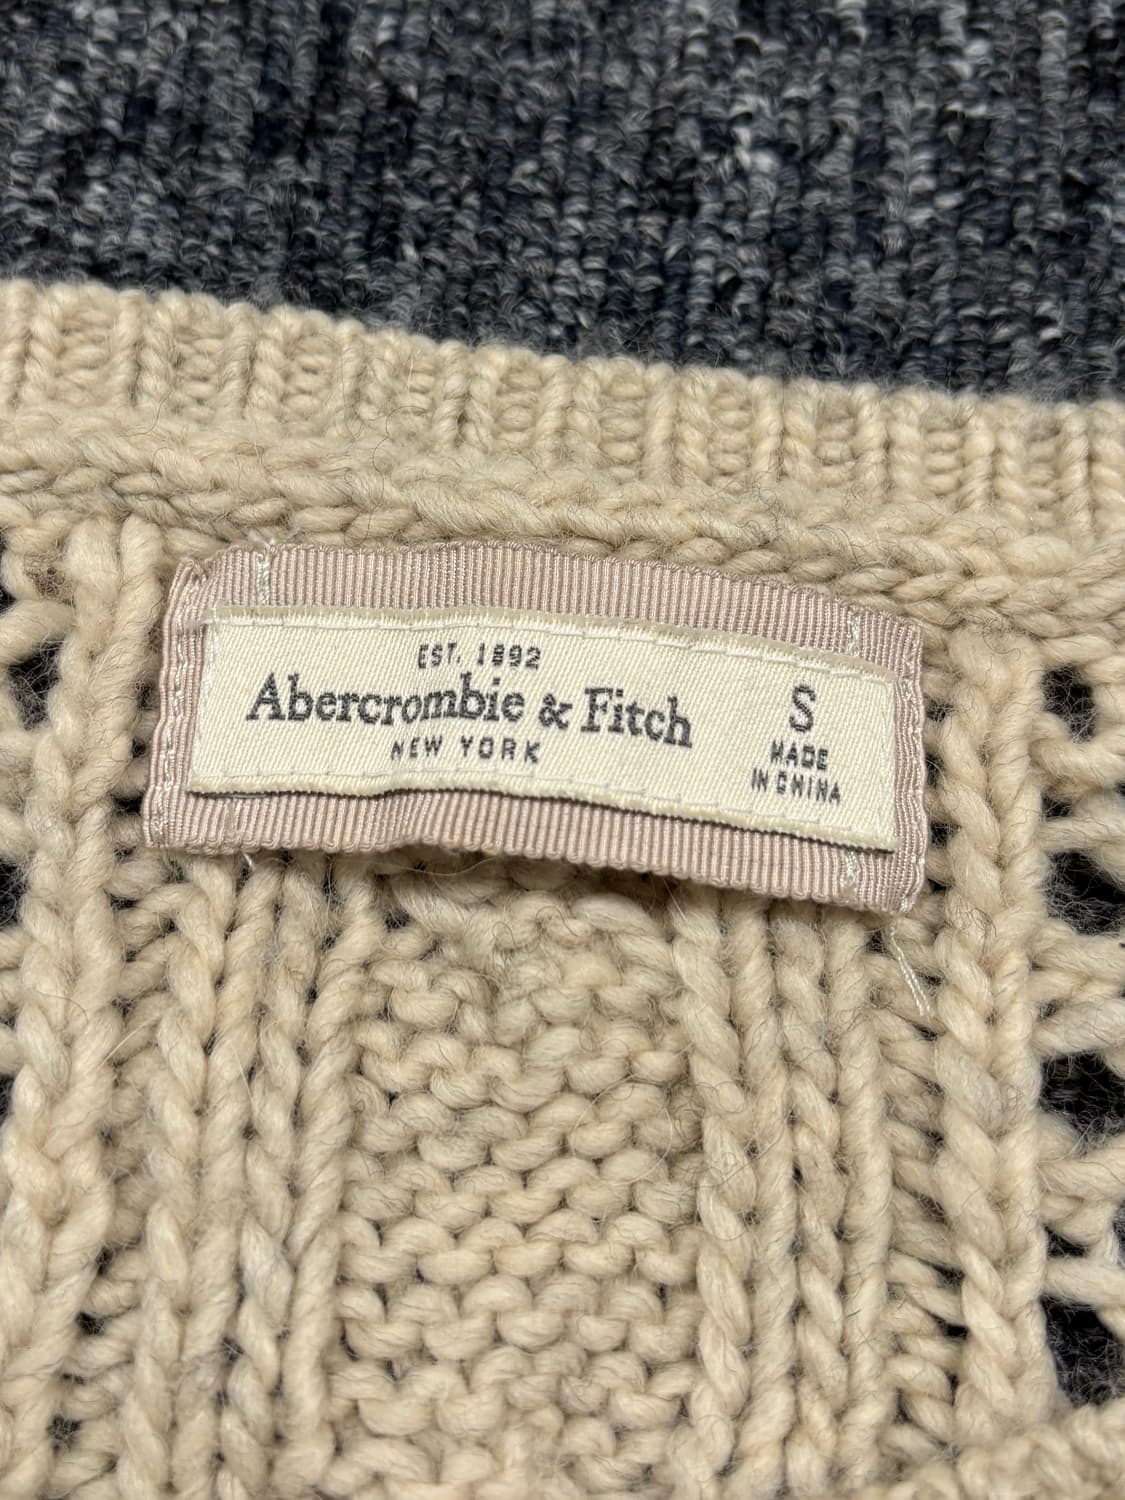 EST. 1892
Abercrombie & Fitch
NEW YORK
S
MADE
IN CHINA